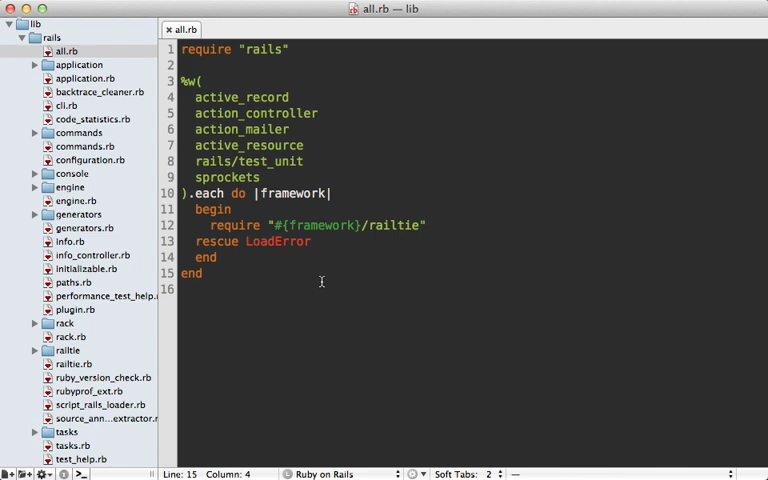 all.rb — lib
lib
rails
all.rb
application
application.rb
backtrace_cleaner.rb
cli.rb
code_statistics.rb
commands
commands.rb
configuration.rb
console
engine
engine.rb
generators
generators.rb
info.rb
info_controller.rb
initializable.rb
paths.rb
performance_test_help.r
plugin.rb
rack
rack.rb
railtie
railtie.rb
ruby_version_check.rb
rubyprof_ext.rb
script_rails_loader.rb
source_ann...extractor.r
tasks
tasks.rb
test_help.rb
all.rb
1 require "rails"
2
3 %w(
4 active_record
5 action_controller
6 action_mailer
7 active_resource
8 rails/test_unit
9 sprockets
10 ).each do |framework|
11 begin
12 require "#{framework}/railtie"
13 rescue LoadError
14 end
15 end
16
Line: 15 Column: 4 Ruby on Rails Soft Tabs: 2 —